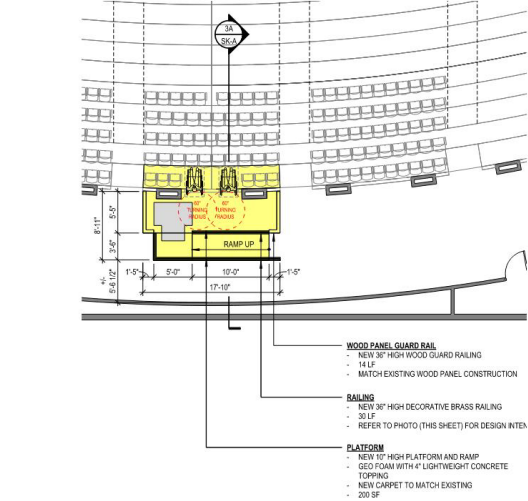 3A
SK-A
60"
TURNING
RADIUS
60"
TURNING
RADIUS
RAMP UP
8'-11"
5'-5"
3'-6"
+/-
5'-6 1/2"
1'-5"
5'-0"
10'-0"
1'-5"
17'-10"
WOOD PANEL GUARD RAIL
- NEW 36" HIGH WOOD GUARD RAILING
- 14 LF
- MATCH EXISTING WOOD PANEL CONSTRUCTION
RAILING
- NEW 36" HIGH DECORATIVE BRASS RAILING
- 30 LF
- REFER TO PHOTO (THIS SHEET) FOR DESIGN INTEN
PLATFORM
- NEW 10" HIGH PLATFORM AND RAMP
- GEO FOAM WITH 4" LIGHTWEIGHT CONCRETE
TOPPING
- NEW CARPET TO MATCH EXISTING
- 200 SF